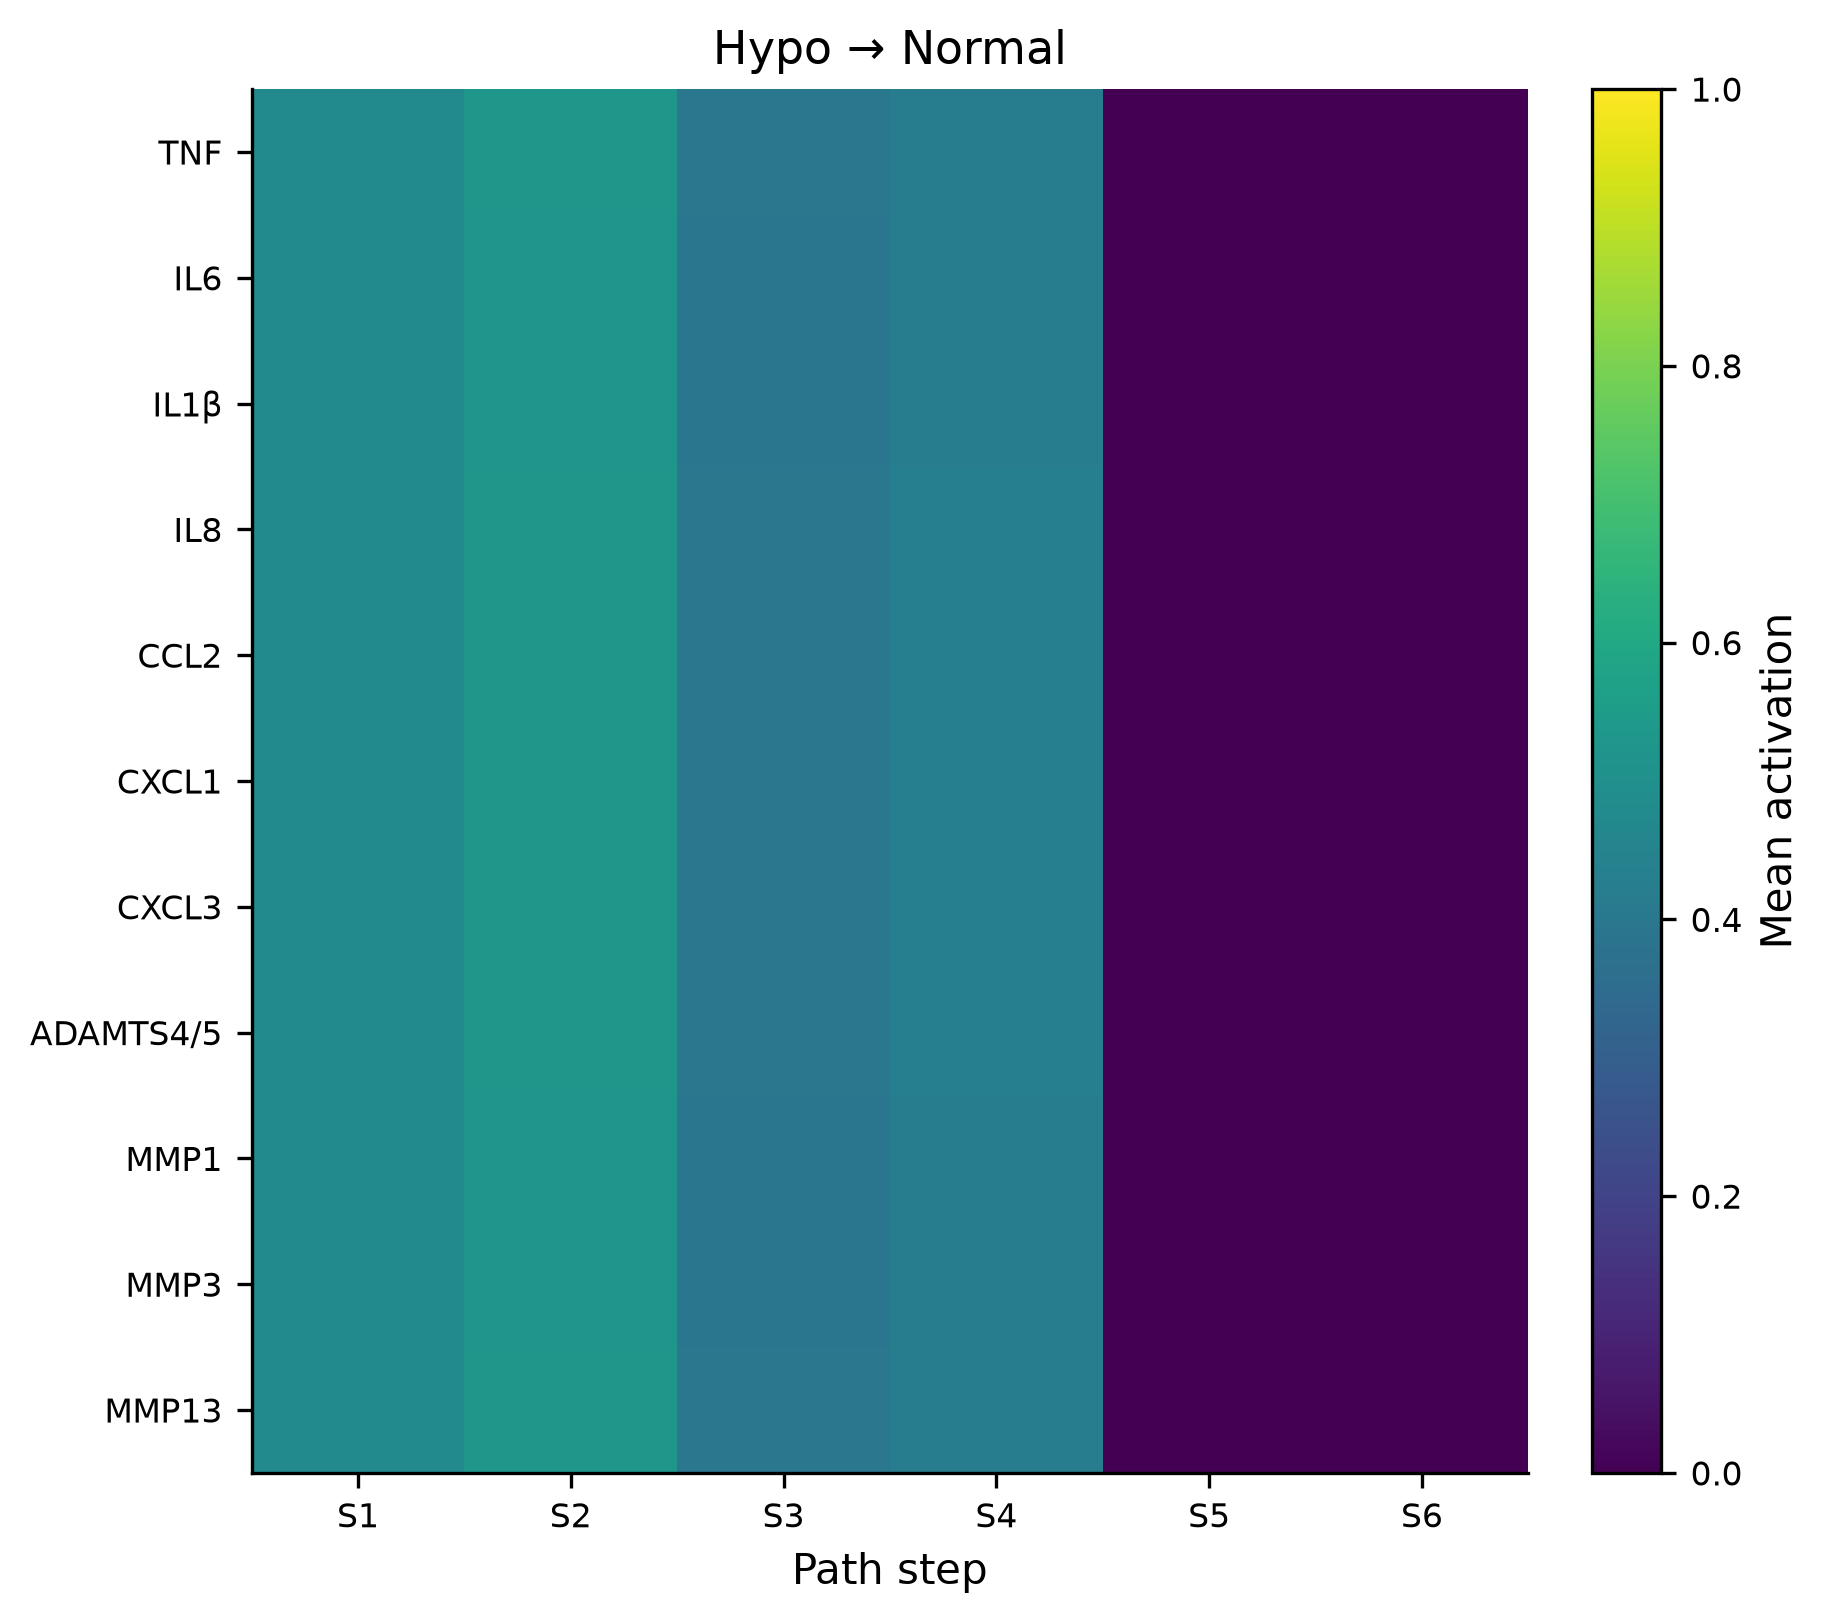 Hypo → Normal
TNF
IL6
IL1β
IL8
CCL2
CXCL1
CXCL3
ADAMTS4/5
MMP1
MMP3
MMP13
S1 S2 S3 S4 S5 S6
Path step
1.0
0.8
0.6
0.4
0.2
0.0
Mean activation